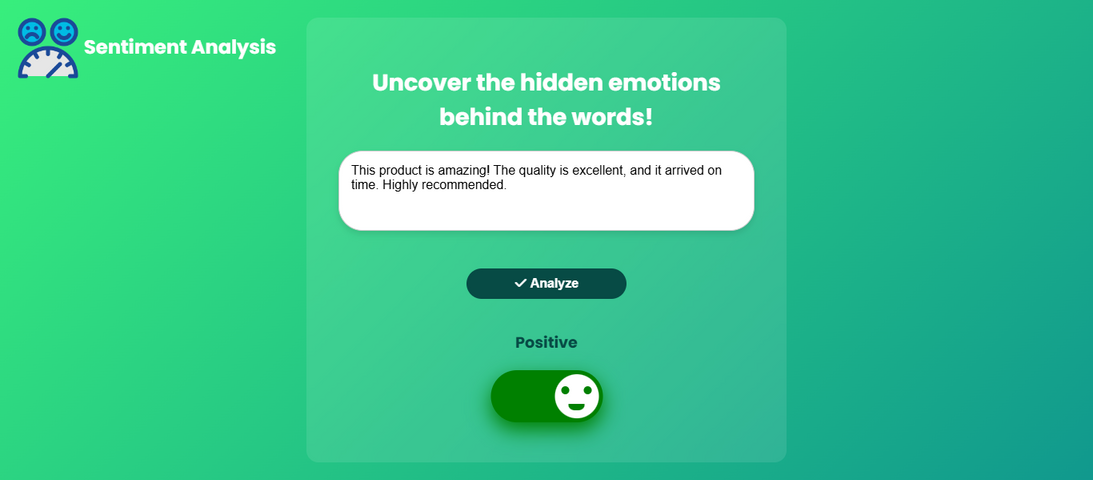 Sentiment Analysis
Uncover the hidden emotions
behind the words!
This product is amazing! The quality is excellent, and it arrived on
time. Highly recommended.
Analyze
Positive